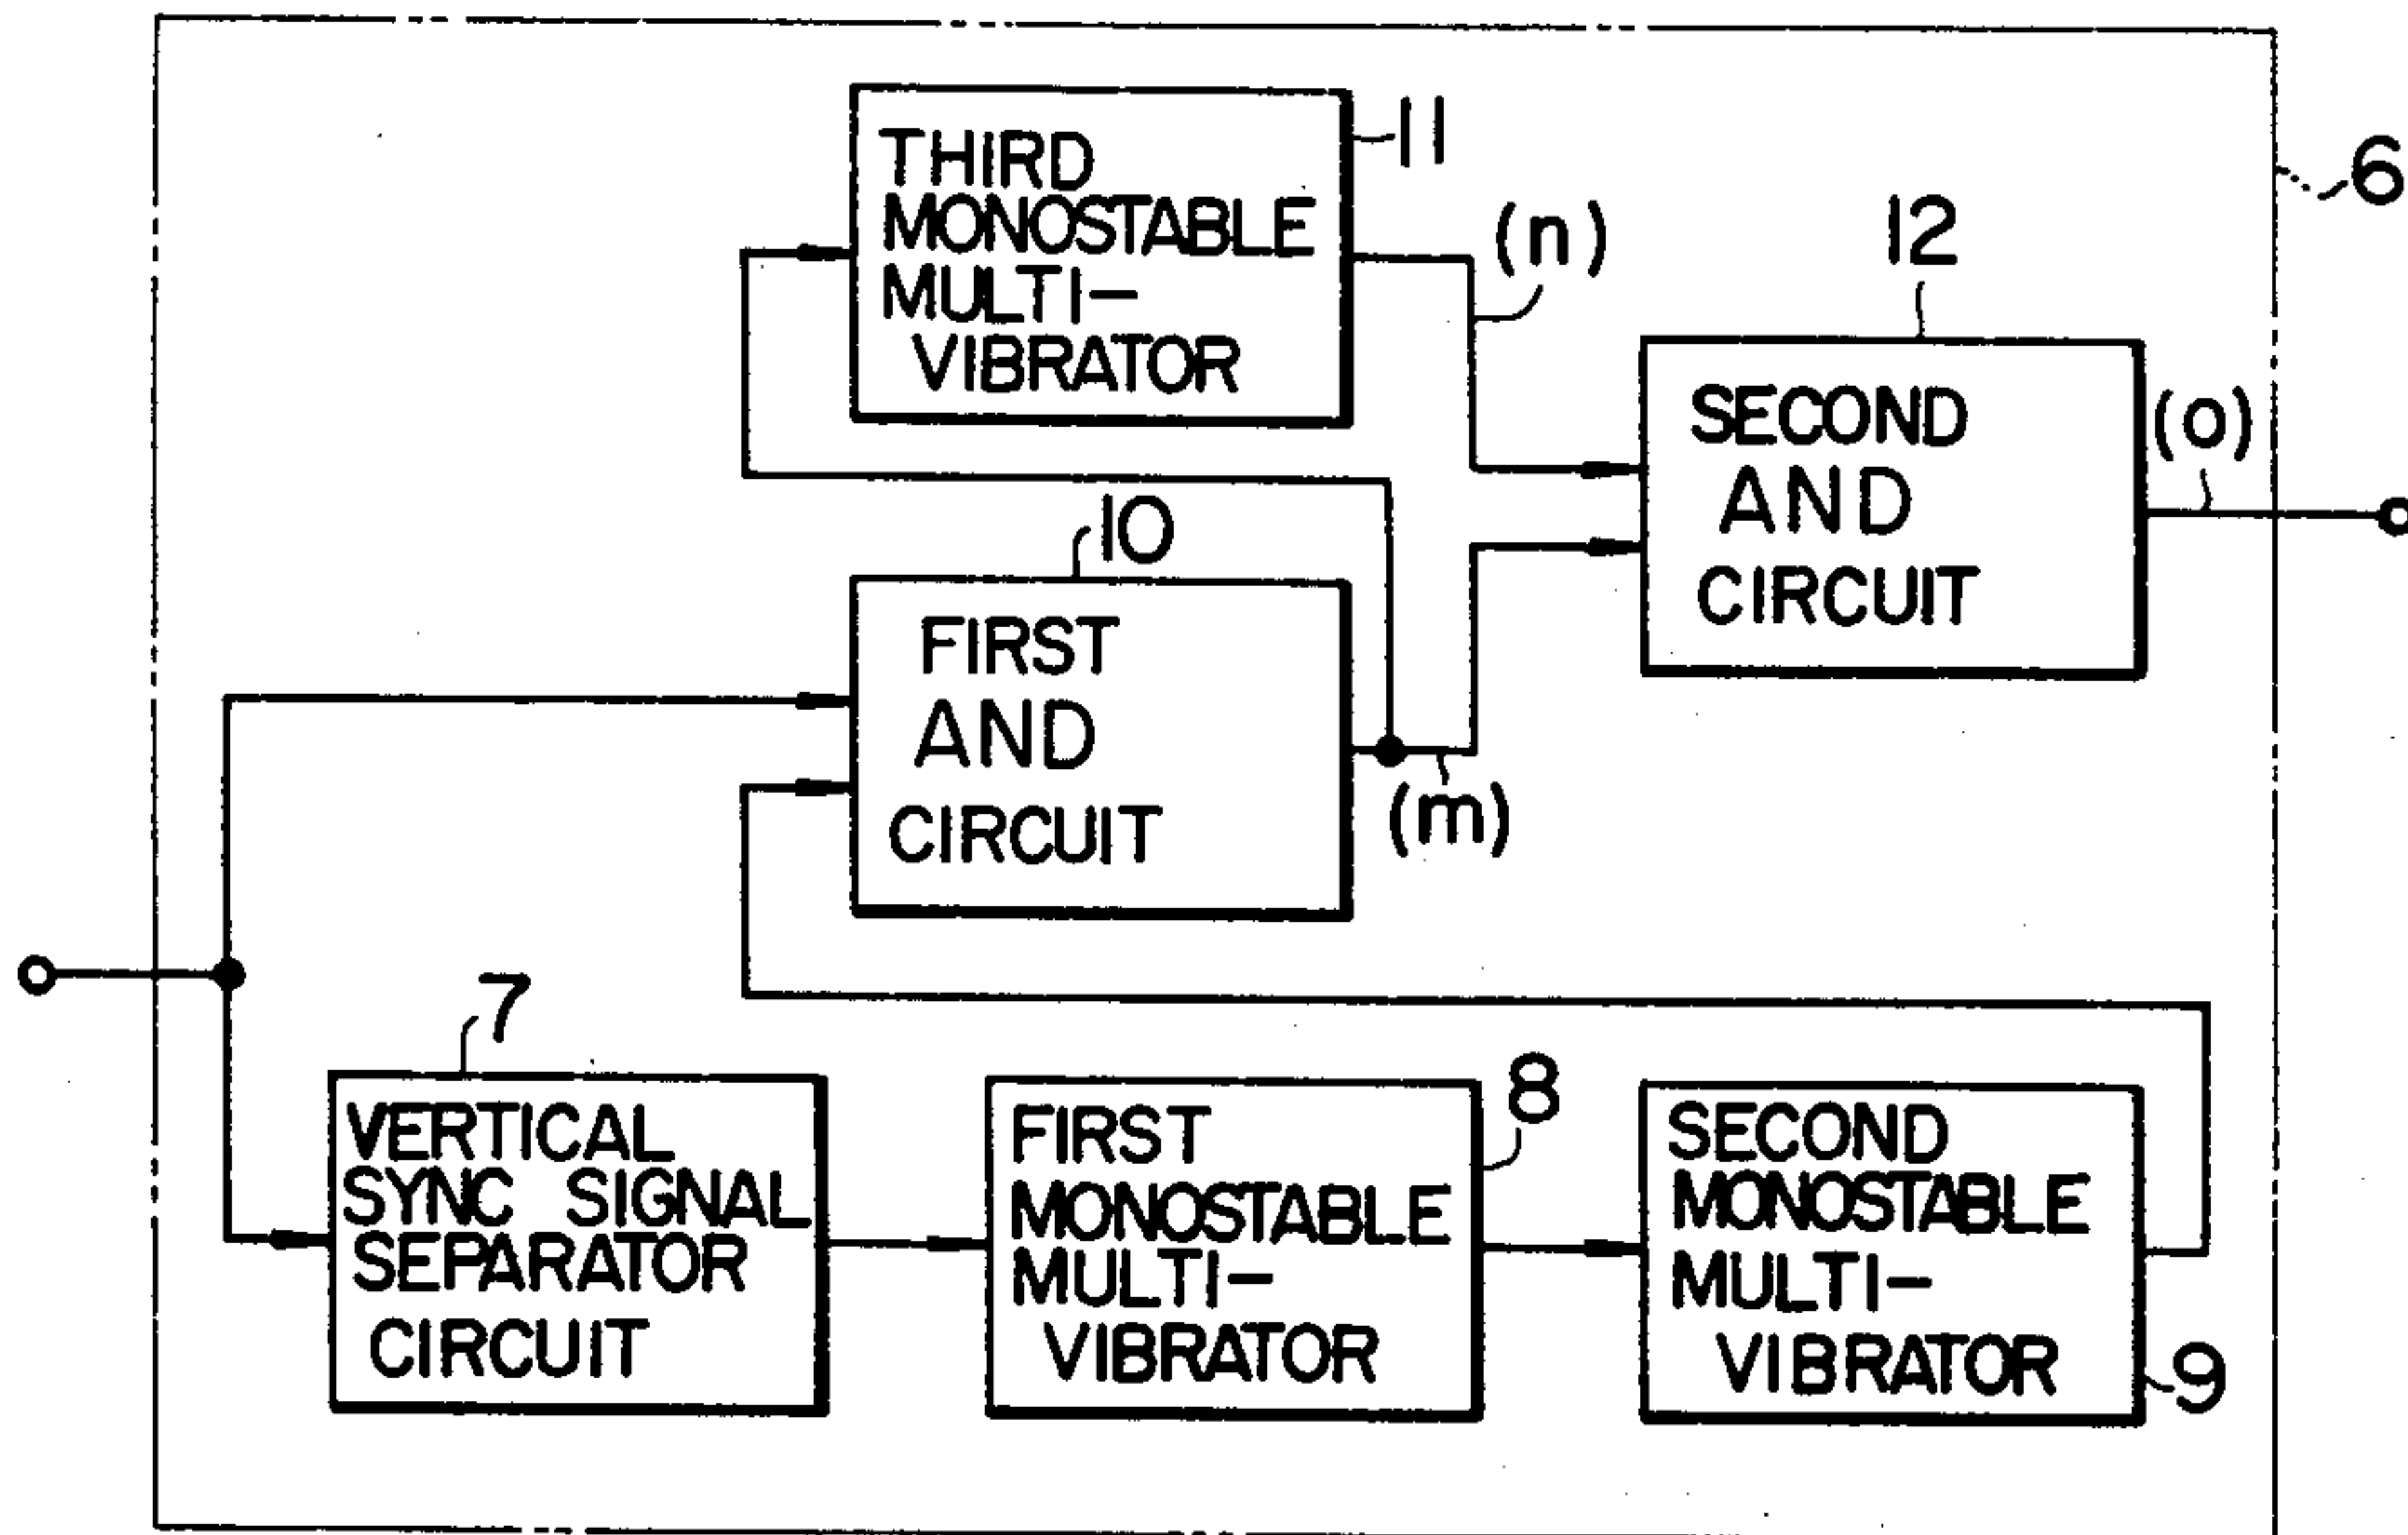 THIRD
MONOSTABLE
MULTI-
VIBRATOR
11
(n)
12
6
SECOND
AND
CIRCUIT
(o)
10
FIRST
AND
CIRCUIT
(m)
7
VERTICAL
SYNC SIGNAL
SEPARATOR
CIRCUIT
8
FIRST
MONOSTABLE
MULTI-
VIBRATOR
SECOND
MONOSTABLE
MULTI-
VIBRATOR
9